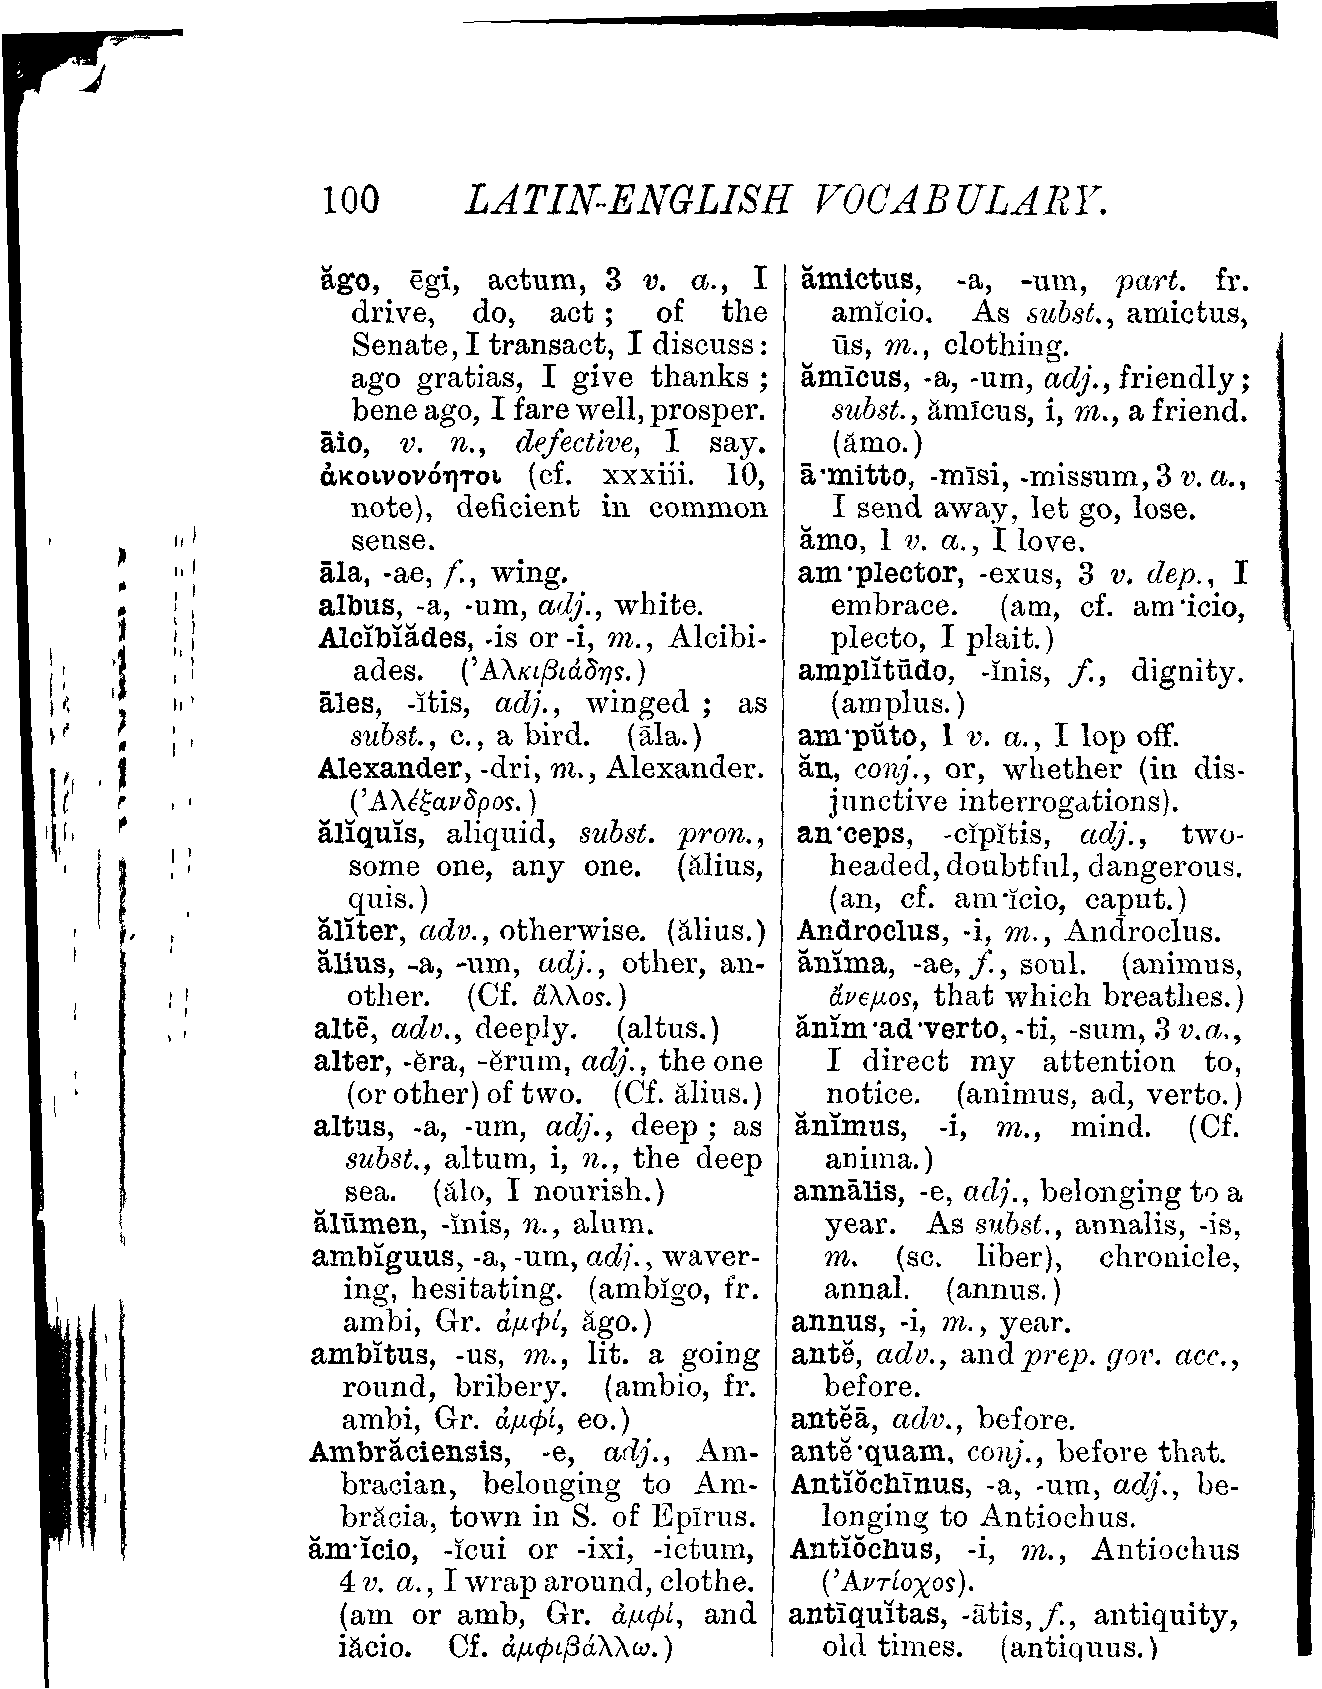 100 LATIN-ENGLISH VOCABULARY.
ăgo, ēgi, actum, 3 v. a., I
drive, do, act ; of the
Senate, I transact, I discuss :
ago gratias, I give thanks ;
bene ago, I fare well, prosper.
āio, v. n., defective, I say.
ἀκοινονόητοι (cf. xxxiii. 10,
note), deficient in common
sense.
āla, -ae, f., wing.
albus, -a, -um, adj., white.
Alcĭbĭădes, -is or -i, m., Alcibi-
ades. (Ἀλκιβιάδης.)
āles, -ĭtis, adj., winged ; as
subst., c., a bird. (āla.)
Alexander, -dri, m., Alexander.
(Ἀλέξανδρος.)
ălĭquĭs, aliquid, subst. pron.,
some one, any one. (ălius,
quis.)
ălĭter, adv., otherwise. (ălius.)
ălius, -a, -um, adj., other, an-
other. (Cf. ἄλλος.)
altē, adv., deeply. (altus.)
alter, -ĕra, -ĕrum, adj., the one
(or other) of two. (Cf. ălius.)
altus, -a, -um, adj., deep ; as
subst., altum, i, n., the deep
sea. (ălo, I nourish.)
ălūmen, -ĭnis, n., alum.
ambĭguus, -a, -um, adj., waver-
ing, hesitating. (ambĭgo, fr.
ambi, Gr. ἀμφί, ăgo.)
ambĭtus, -us, m., lit. a going
round, bribery. (ambio, fr.
ambi, Gr. ἀμφί, eo.)
Ambrăciensis, -e, adj., Am-
bracian, belonging to Am-
brăcia, town in S. of Epīrus.
ăm·ĭcio, -ĭcui or -ixi, -ictum,
4 v. a., I wrap around, clothe.
(am or amb, Gr. ἀμφί, and
iăcio. Cf. ἀμφιβάλλω.)
ămictus, -a, -um, part. fr.
amĭcio. As subst., amictus,
ūs, m., clothing.
ămīcus, -a, -um, adj., friendly ;
subst., ămīcus, i, m., a friend.
(ămo.)
ā·mitto, -mīsi, -missum, 3 v. a.,
I send away, let go, lose.
ămo, 1 v. a., I love.
am·plector, -exus, 3 v. dep., I
embrace. (am, cf. am·icio,
plecto, I plait.)
amplĭtūdo, -ĭnis, f., dignity.
(amplus.)
am·pŭto, 1 v. a., I lop off.
ăn, conj., or, whether (in dis-
junctive interrogations).
an·ceps, -cĭpĭtis, adj., two-
headed, doubtful, dangerous.
(an, cf. am·ĭcio, caput.)
Androclus, -i, m., Androclus.
ănĭma, -ae, f., soul. (animus,
ἄνεμος, that which breathes.)
ănĭm·ad·verto, -ti, -sum, 3 v.a.,
I direct my attention to,
notice. (animus, ad, verto.)
ănĭmus, -i, m., mind. (Cf.
anima.)
annālis, -e, adj., belonging to a
year. As subst., annalis, -is,
m. (sc. liber), chronicle,
annal. (annus.)
annus, -i, m., year.
antĕ, adv., and prep. gov. acc.,
before.
antĕā, adv., before.
antĕ·quam, conj., before that.
Antĭŏchīnus, -a, -um, adj., be-
longing to Antiochus.
Antĭŏchus, -i, m., Antiochus
(Ἀντίοχος).
antīquĭtas, -ātis, f., antiquity,
old times. (antiquus.)